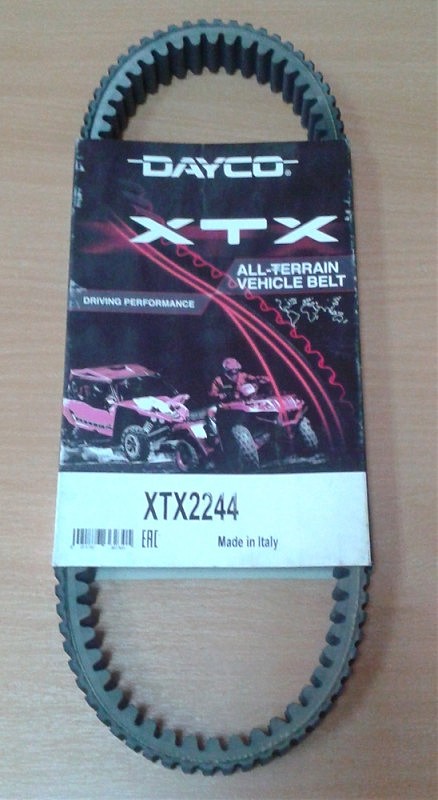 DAYCO®
XTX
ALL-TERRAIN
VEHICLE BELT
DRIVING PERFORMANCE
XTX2244
EAC
Made in Italy